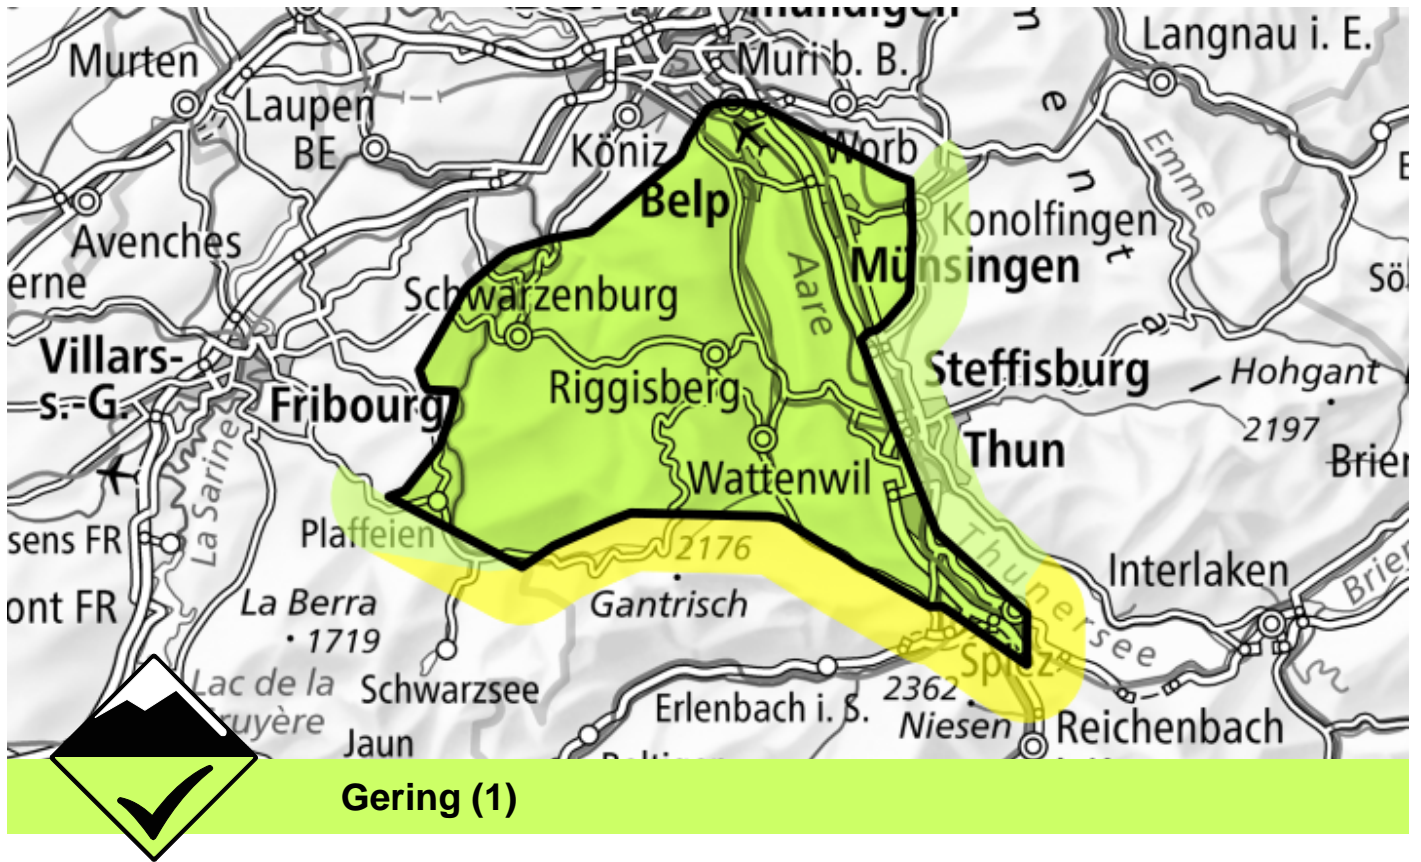 Langnau i. E.
Murten
Muri b. B.
Laupen
BE
Köniz
Worb
Emme
Belp
Avenches
Konolfingen
erne
Aare
Münsingen
Schwarzenburg
Villars-
s.-G.
Steffisburg
Hohgant
2197
Riggisberg
Fribourg
Thun
Brier
La Sarine
Wattenwil
sens FR
Plaffeien
2176
Gantrisch
Thunersee
Interlaken
Brier
ont FR
La Berra
1719
Spiez
Lac de la
Schwarzsee
2362
Niesen
Erlenbach i. S.
Reichenbach
Jaun
Gering (1)